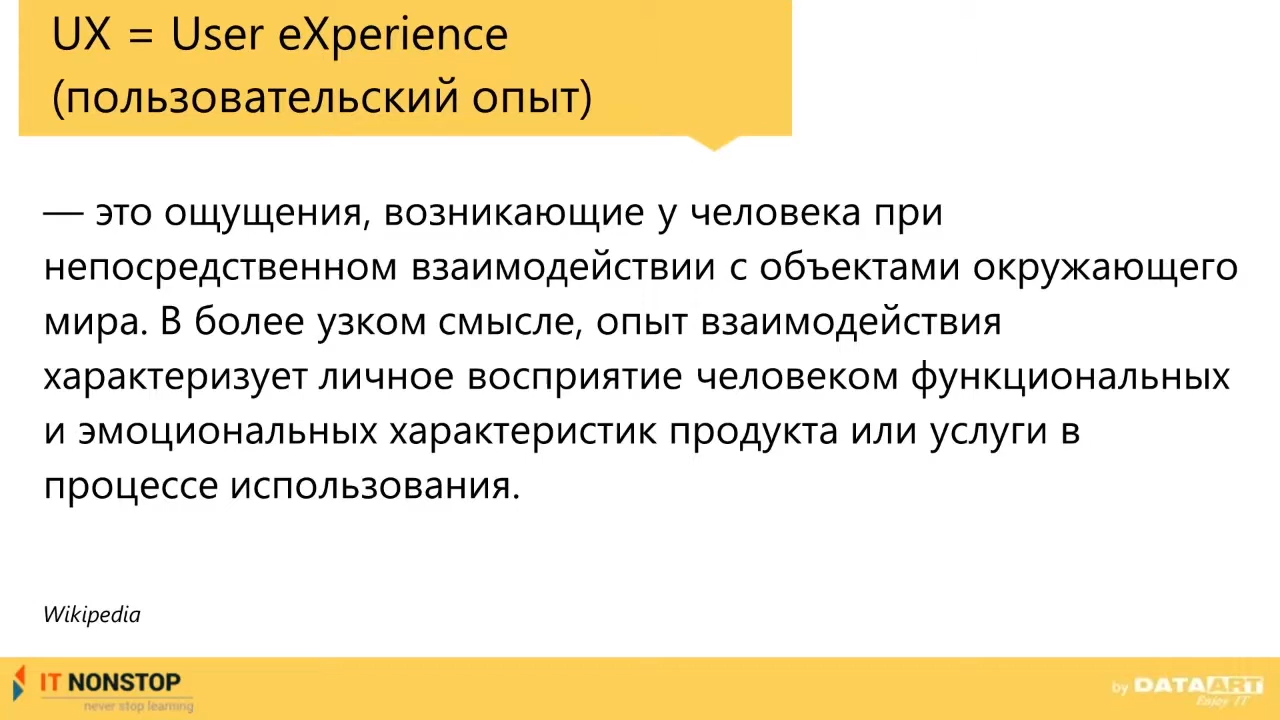 UX = User eXperience
(пользовательский опыт)
— это ощущения, возникающие у человека при
непосредственном взаимодействии с объектами окружающего
мира. В более узком смысле, опыт взаимодействия
характеризует личное восприятие человеком функциональных
и эмоциональных характеристик продукта или услуги в
процессе использования.
Wikipedia
IT NONSTOP
never stop learning
by DATAART
Enjoy IT